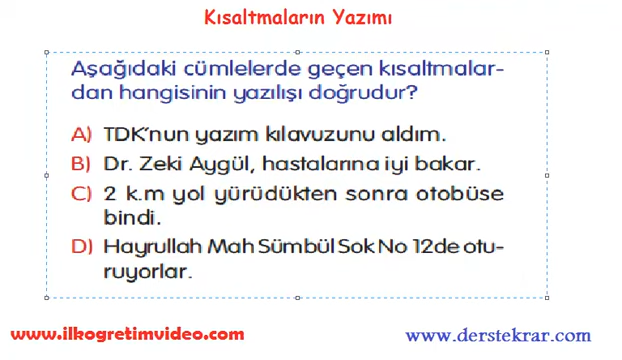 Kısaltmaların Yazımı
Aşağıdaki cümlelerde geçen kısaltmalar-
dan hangisinin yazılışı doğrudur?
A) TDK'nun yazım kılavuzunu aldım.
B) Dr. Zeki Aygül, hastalarına iyi bakar.
C) 2 k.m yol yürüdükten sonra otobüse
bindi.
D) Hayrullah Mah Sümbül Sok No 12de otu-
ruyorlar.
www.ilkogretimvideo.com
www.derstekrar.com